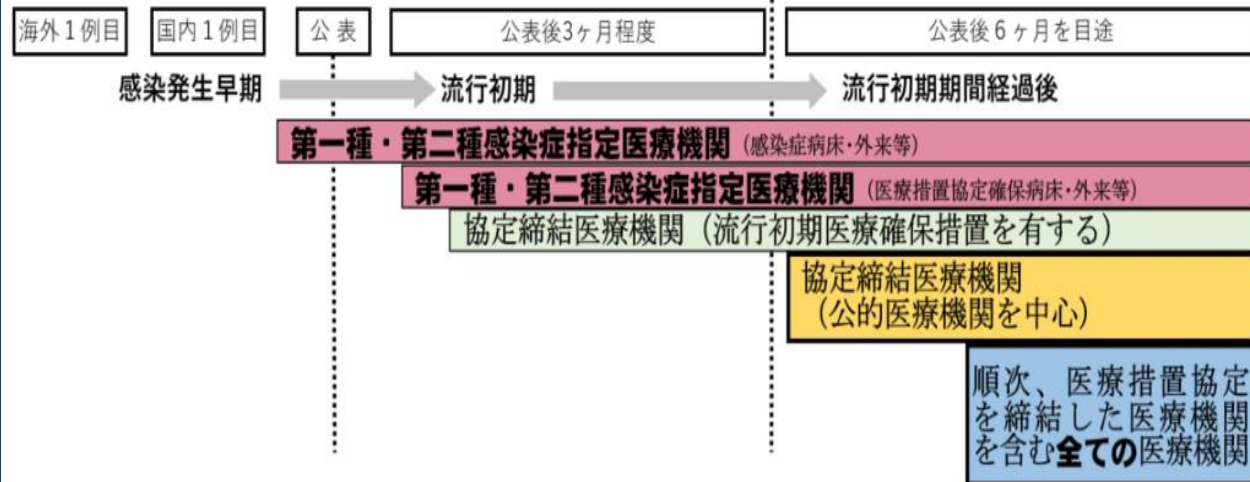 海外１例目
国内１例目
公 表
公表後3ヶ月程度
公表後６ヶ月を目途
感染発生早期
流行初期
流行初期期間経過後
第一種・第二種感染症指定医療機関（感染症病床・外来等）
第一種・第二種感染症指定医療機関（医療措置協定確保病床・外来等）
協定締結医療機関（流行初期医療確保措置を有する）
協定締結医療機関
（公的医療機関を中心）
順次、医療措置協定
を締結した医療機関
を含む全ての医療機関